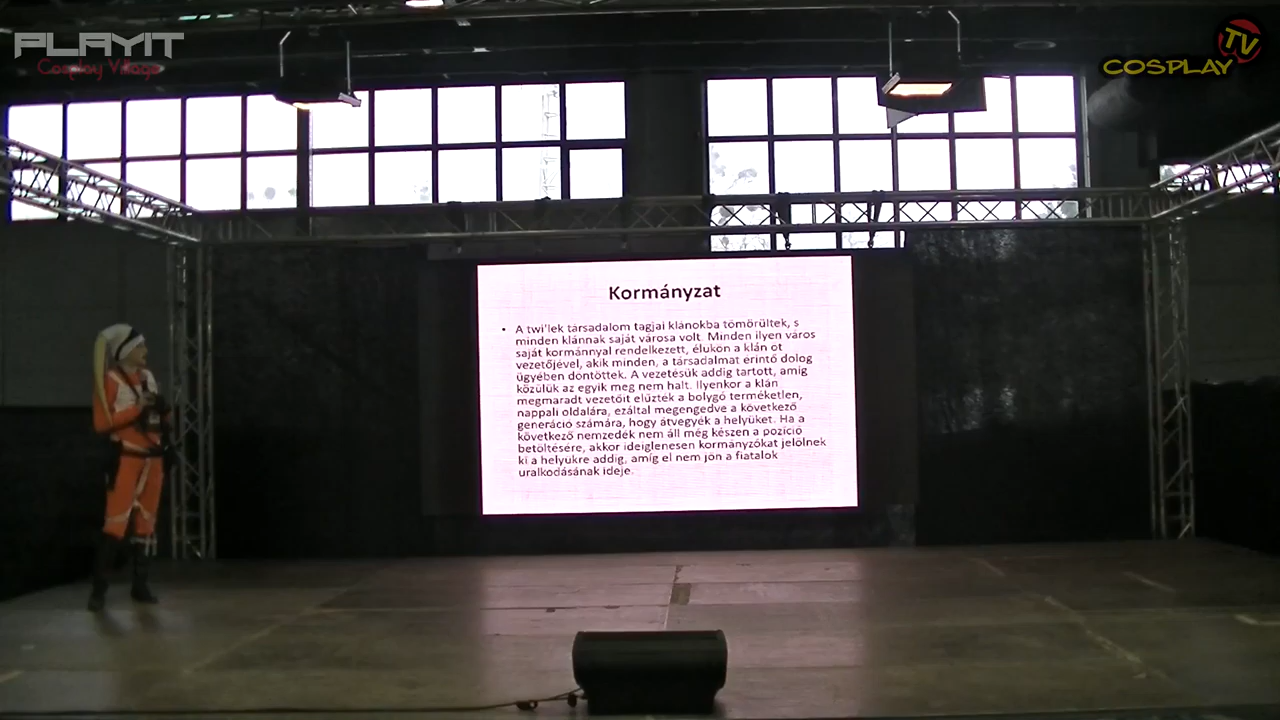 PLAYIT
Cosplay Village
TV
COSPLAY
Kormányzat
• A twi'lek társadalom tagjai klánokba tömörültek, s
minden klánnak saját városa volt. Minden ilyen város
saját kormánnyal rendelkezett, élükön a klán öt
vezetőjével, akik minden, a társadalmat érintő dolog
ügyében döntöttek. A vezetésük addig tartott, amíg
közülük az egyik meg nem halt. Ilyenkor a klán
megmaradt vezetőit elűzték a bolygó terméketlen,
nappali oldalára, ezáltal megengedve a következő
generáció számára, hogy átvegyék a helyüket. Ha a
következő nemzedék nem áll még készen a pozíció
betöltésére, akkor ideiglenesen kormányzókat jelölnek
ki a helyükre addig, amíg el nem jön a fiatalok
uralkodásának ideje.